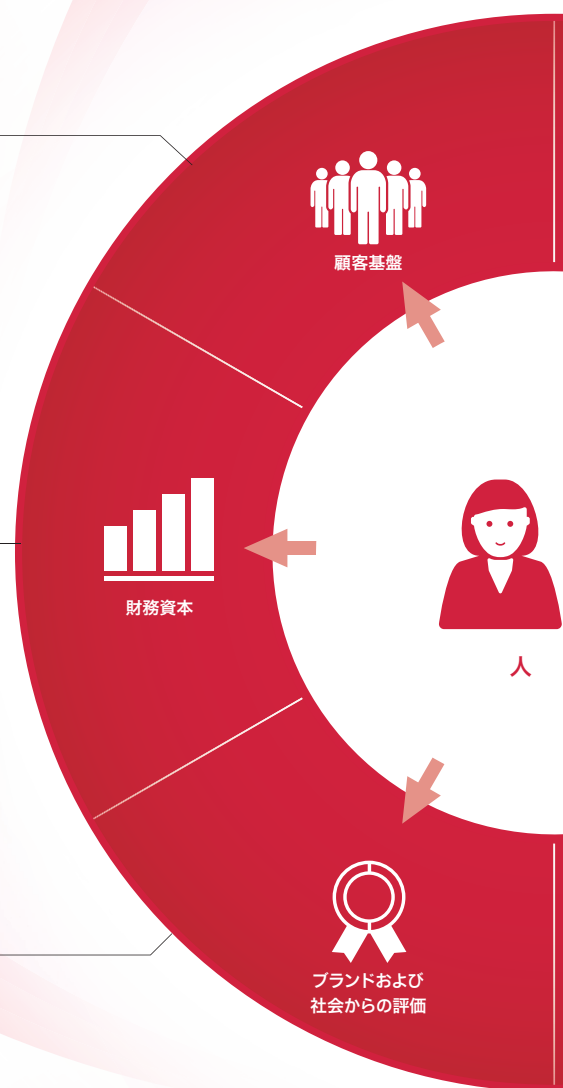 顧客基盤
財務資本
人
ブランドおよび
社会からの評価